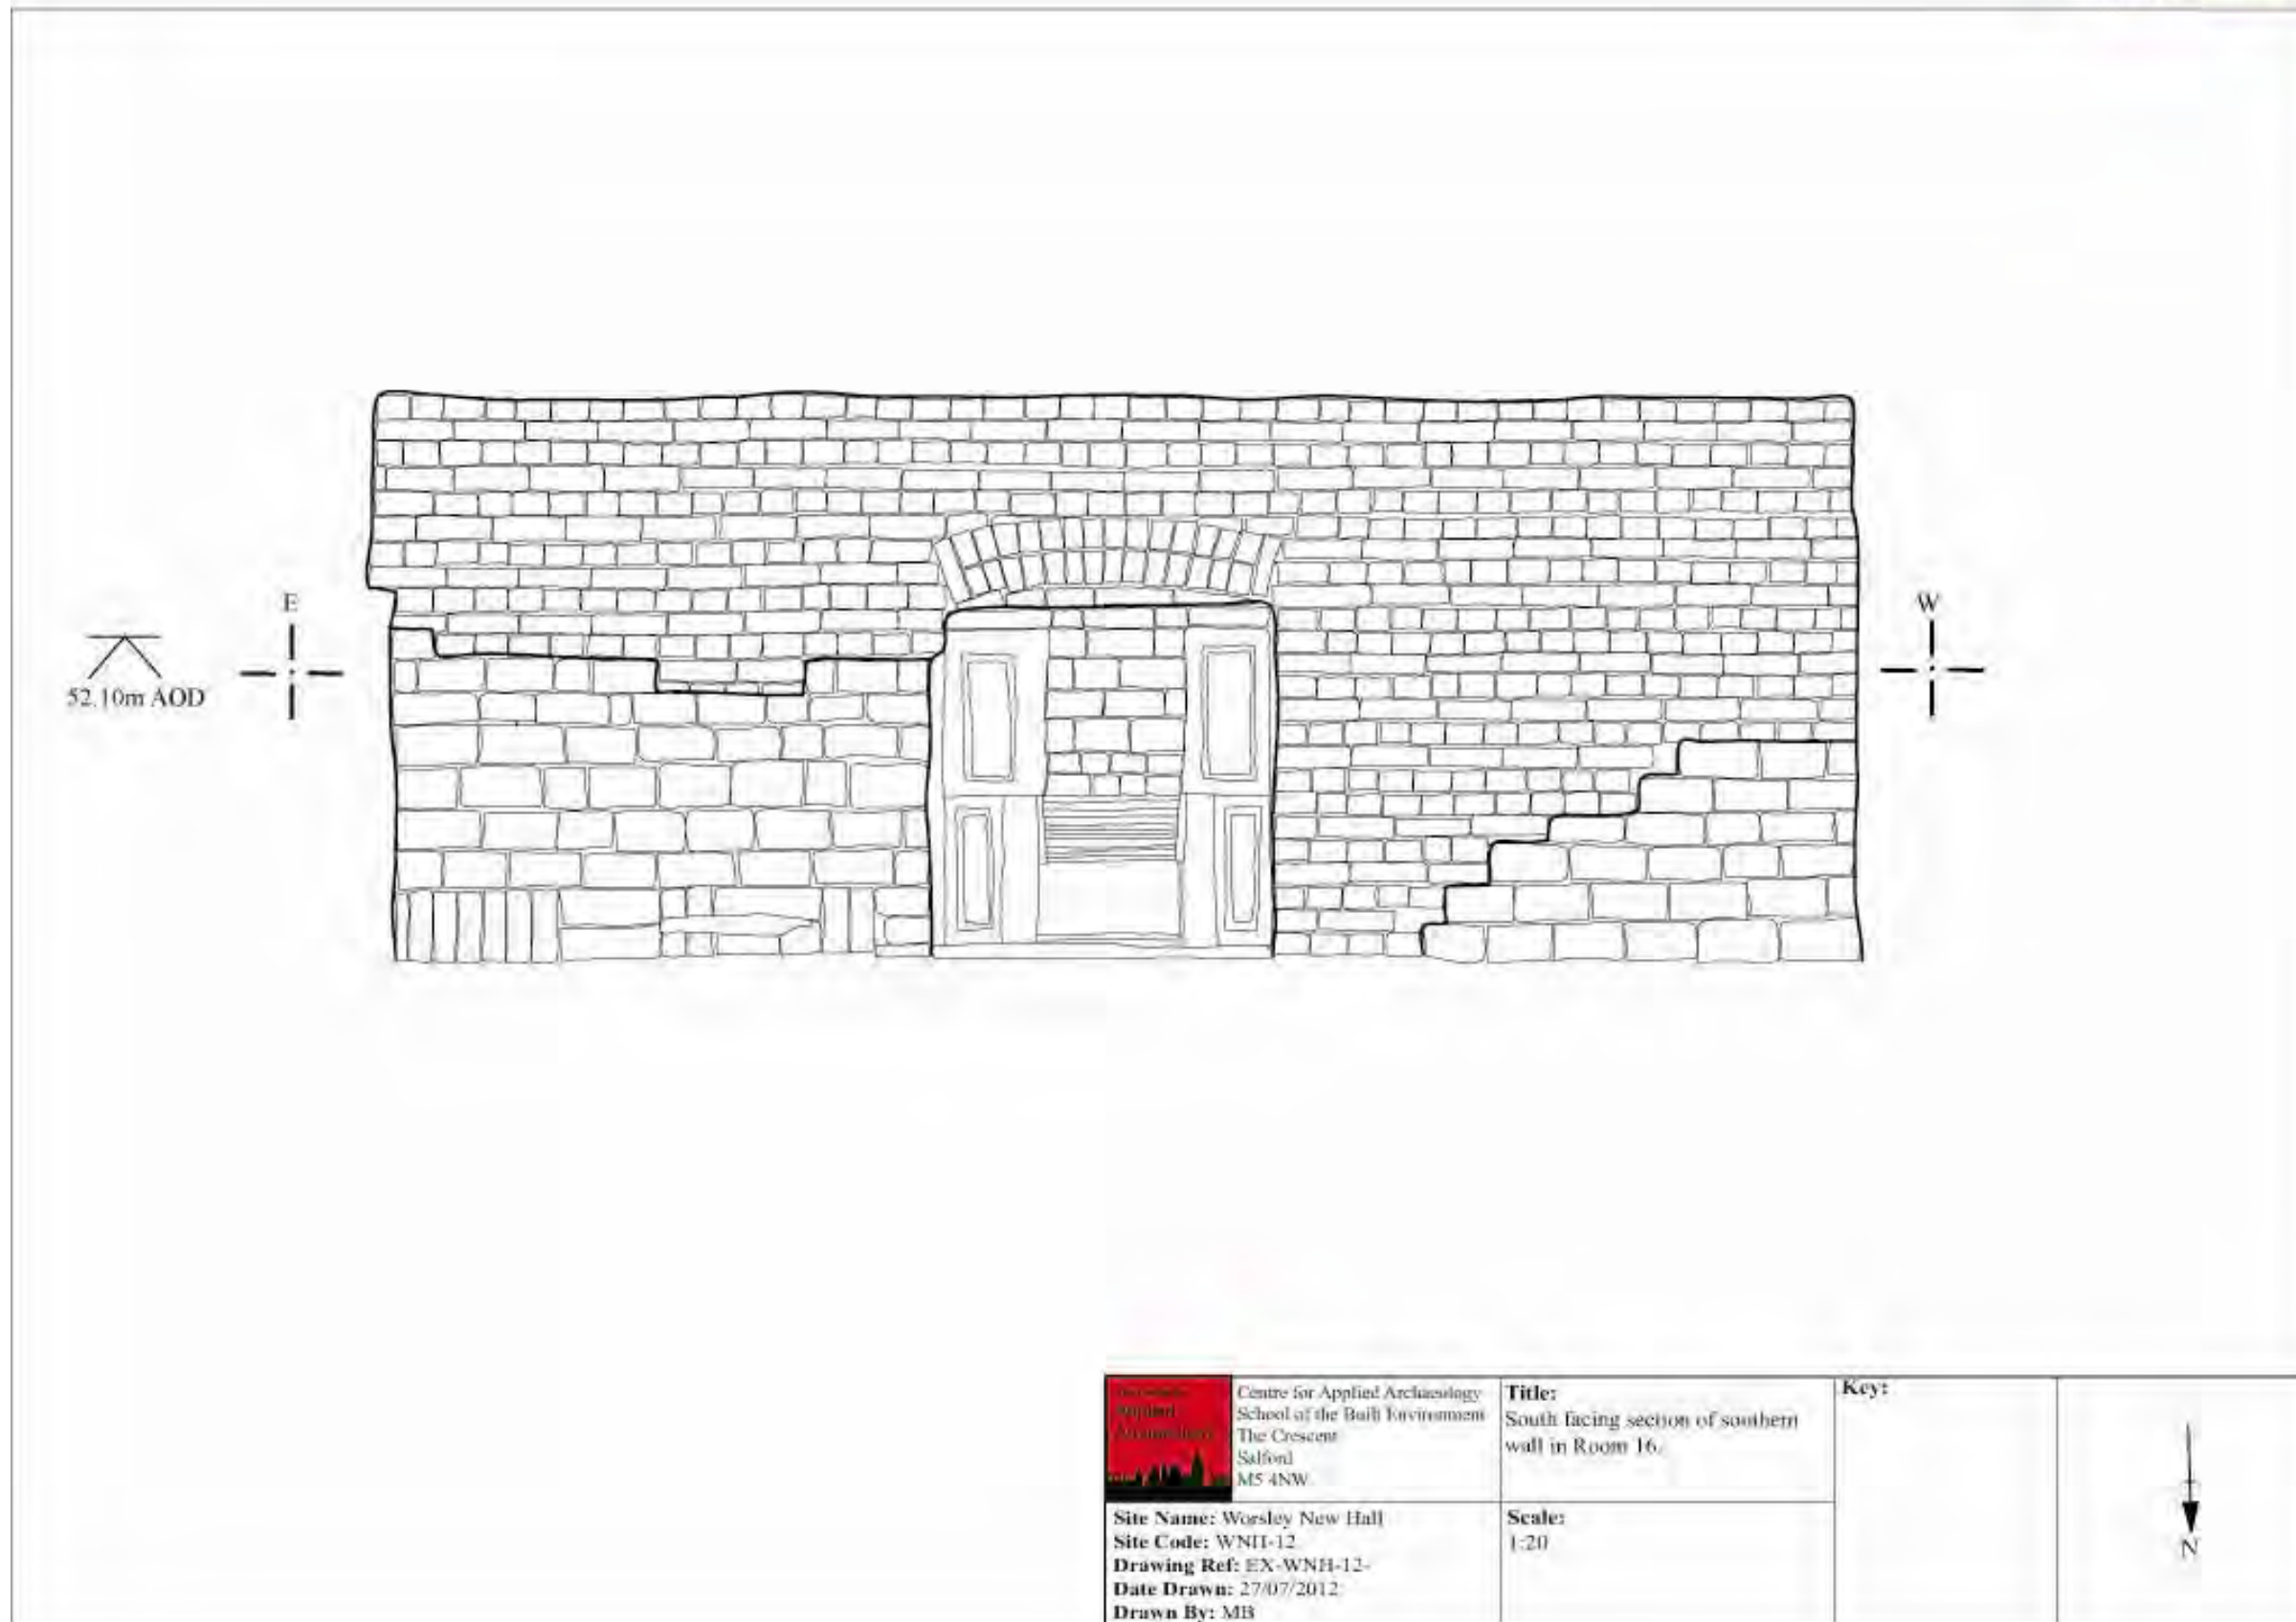 E
W
52.10m AOD
Applied
Centre for Applied Archaeology
School of the Built Environment
The Crescent
Salford
M5 4NW
Title:
South facing section of southern
wall in Room 16.
Key:
Site Name: Worsley New Hall
Site Code: WNH-12
Drawing Ref: EX-WNH-12-
Date Drawn: 27/07/2012
Drawn By: MB
Scale:
1:20
N